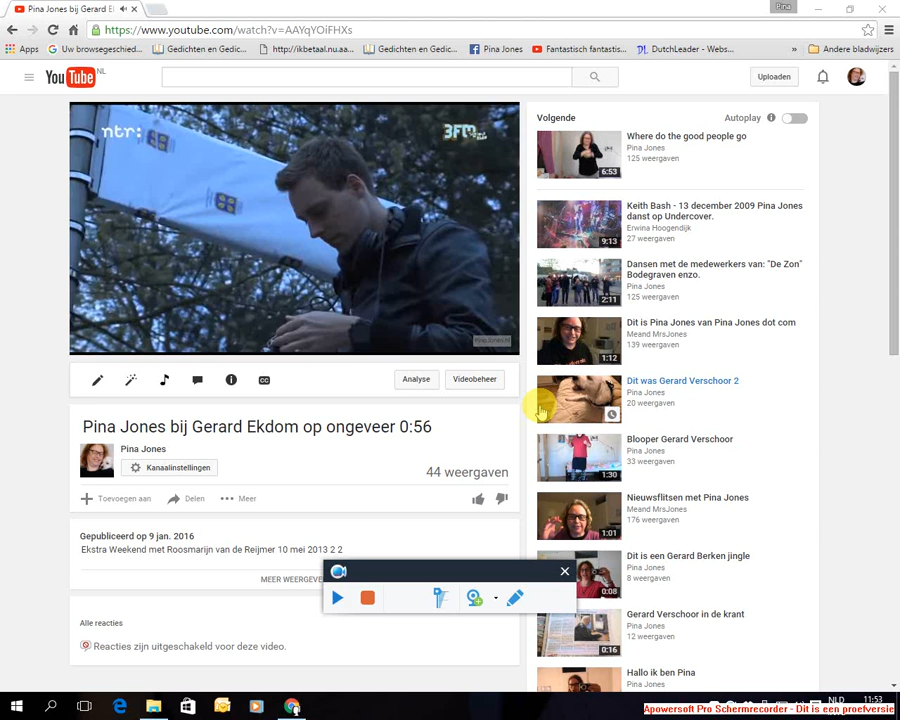 Pina Jones bij Gerard Ekdom op
Pina
https://www.youtube.com/watch?v=AAYqYOiFHXs
Apps
Uw browsegeschied...
Gedichten en Gedic...
http://ikbetaal.nu.aa...
Gedichten en Gedic...
Pina Jones
Fantastisch fantastis...
DutchLeader - Webs...
»
Andere bladwijzers
YouTube NL
Uploaden
ntr:
3FM
PinaJones.nl
Analyse
Videobeheer
Pina Jones bij Gerard Ekdom op ongeveer 0:56
Pina Jones
Kanaalinstellingen
44 weergaven
Toevoegen aan
Delen
Meer
Gepubliceerd op 9 jan. 2016
Ekstra Weekend met Roosmarijn van de Reijmer 10 mei 2013 2 2
MEER WEERGEVE
Alle reacties
Reacties zijn uitgeschakeld voor deze video.
Volgende
Autoplay
Where do the good people go
Pina Jones
125 weergaven
6:53
Keith Bash - 13 december 2009 Pina Jones
danst op Undercover.
Erwina Hoogendijk
27 weergaven
9:13
Dansen met de medewerkers van: "De Zon"
Bodegraven enzo.
Pina Jones
125 weergaven
2:11
Dit is Pina Jones van Pina Jones dot com
Meand MrsJones
139 weergaven
1:12
Dit was Gerard Verschoor 2
Pina Jones
20 weergaven
Blooper Gerard Verschoor
Pina Jones
33 weergaven
1:30
Nieuwsflitsen met Pina Jones
Meand MrsJones
176 weergaven
1:01
Dit is een Gerard Berken jingle
Pina Jones
8 weergaven
0:08
Gerard Verschoor in de krant
Pina Jones
12 weergaven
0:16
Hallo ik ben Pina
Pina Jones
NLD
11:53
Apowersoft Pro Schermrecorder - Dit is een proefversie